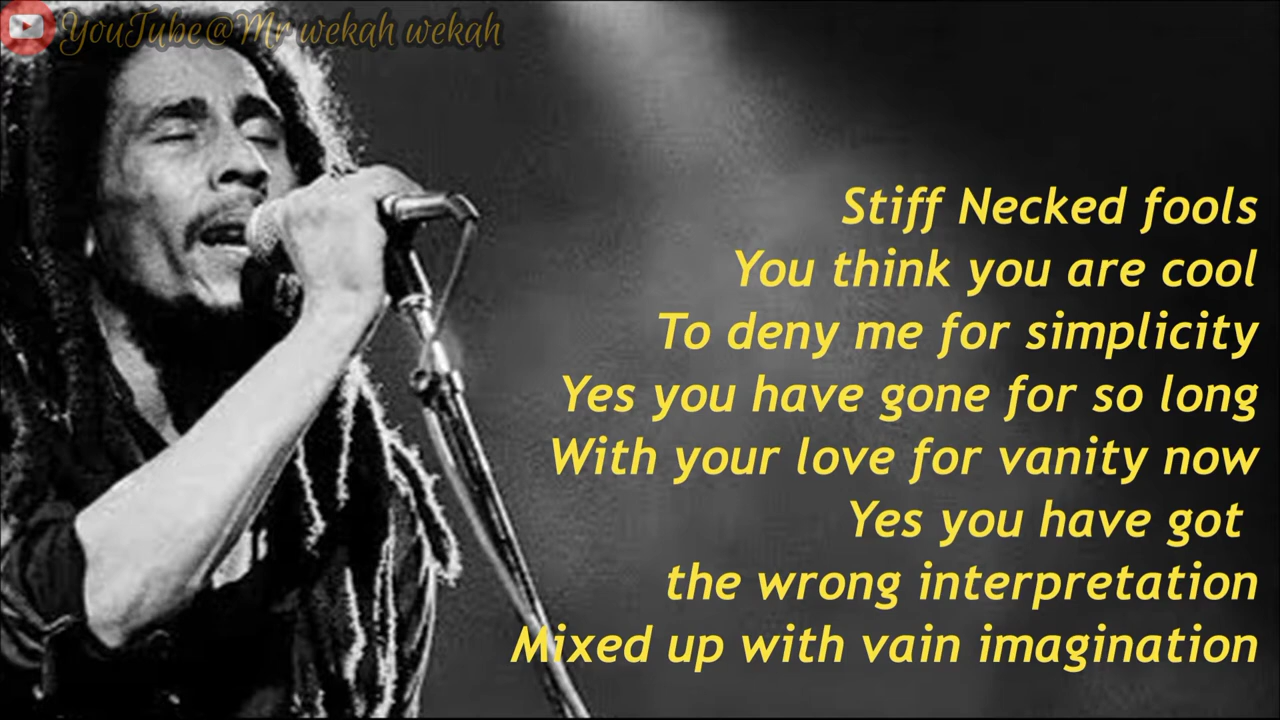 YouTube@Mr wekah wekah
Stiff Necked fools
You think you are cool
To deny me for simplicity
Yes you have gone for so long
With your love for vanity now
Yes you have got
the wrong interpretation
Mixed up with vain imagination